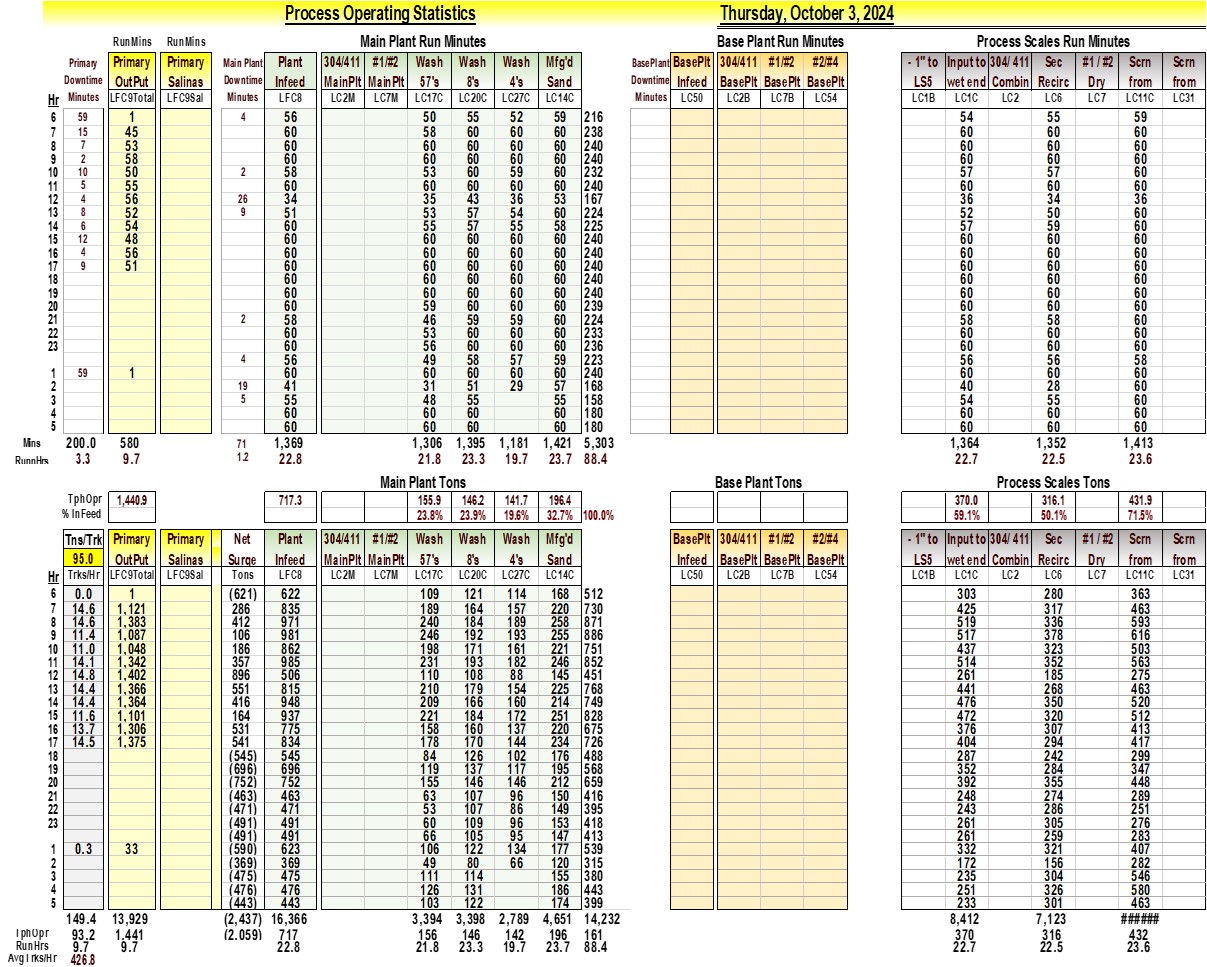 Process Operating Statistics Thursday, October 3, 2024
RunMins RunMins Main Plant Run Minutes Base Plant Run Minutes Process Scales Run Minutes
Primary Primary Primary Main Plant Plant 304/411 #1/#2 Wash Wash Wash Mfg'd BasePlant BasePlt 304/411 #1/#2 #2/#4 - 1" to Input to 304/ 411 Sec #1 / #2 Scrn Scrn
Downtime OutPut Salinas Downtime Infeed MainPlt MainPlt 57's 8's 4's Sand Downtime Infeed BasePlt BasePlt BasePlt LS5 wet end Combin Recirc Dry from from
Hr Minutes LFC9Total LFC9Sal Minutes LFC8 LC2M LC7M LC17C LC20C LC27C LC14C Minutes LC50 LC2B LC7B LC54 LC1B LC1C LC2 LC6 LC7 LC11C LC31
6 59 1 4 56 50 55 52 59 216 54 55 59
7 15 45 60 58 60 60 60 238 60 60 60
8 7 53 60 60 60 60 60 240 60 60 60
9 2 58 60 60 60 60 60 240 60 60 60
10 10 50 2 58 53 60 59 60 232 57 57 60
11 5 55 60 60 60 60 60 240 60 60 60
12 4 56 26 34 35 43 36 53 167 36 34 36
13 8 52 9 51 53 57 54 60 224 52 50 60
14 6 54 60 55 57 55 58 225 57 59 60
15 12 48 60 60 60 60 60 240 60 60 60
16 4 56 60 60 60 60 60 240 60 60 60
17 9 51 60 60 60 60 60 240 60 60 60
18 60 60 60 60 60 240 60 60 60
19 60 60 60 60 60 240 60 60 60
20 60 59 60 60 60 239 60 60 60
21 2 58 46 59 59 60 224 58 58 60
22 60 53 60 60 60 233 60 60 60
23 60 56 60 60 60 236 60 60 60
4 56 49 58 57 59 223 56 56 58
1 59 1 60 60 60 60 60 240 60 60 60
2 19 41 31 51 29 57 168 40 28 60
3 5 55 48 55 55 158 54 55 60
4 60 60 60 60 180 60 60 60
5 60 60 60 60 180 60 60 60
Mins 200.0 580 71 1,369 1,306 1,395 1,181 1,421 5,303 1,364 1,352 1,413
RunnHrs 3.3 9.7 1.2 22.8 21.8 23.3 19.7 23.7 88.4 22.7 22.5 23.6
Main Plant Tons Base Plant Tons Process Scales Tons
TphOpr 1,440.9 717.3 155.9 146.2 141.7 196.4 370.0 316.1 431.9
% InFeed 23.8% 23.9% 19.6% 32.7% 100.0% 59.1% 50.1% 71.5%
Tns/Trk Primary Primary Net Plant 304/411 #1/#2 Wash Wash Wash Mfg'd BasePlt 304/411 #1/#2 #2/#4 - 1" to Input to 304/ 411 Sec #1 / #2 Scrn Scrn
95.0 OutPut Salinas Surge Infeed MainPlt MainPlt 57's 8's 4's Sand Infeed BasePlt BasePlt BasePlt LS5 wet end Combin Recirc Dry from from
Hr Trks/Hr LFC9Total LFC9Sal Tons LFC8 LC2M LC7M LC17C LC20C LC27C LC14C LC50 LC2B LC7B LC54 LC1B LC1C LC2 LC6 LC7 LC11C LC31
6 0.0 1 (621) 622 109 121 114 168 512 303 280 363
7 14.6 1,121 286 835 189 164 157 220 730 425 317 463
8 14.6 1,383 412 971 240 184 189 258 871 519 336 593
9 11.4 1,087 106 981 246 192 193 255 886 517 378 616
10 11.0 1,048 186 862 198 171 161 221 751 437 323 503
11 14.1 1,342 357 985 231 193 182 246 852 514 352 563
12 14.8 1,402 896 506 110 108 88 145 451 261 185 275
13 14.4 1,366 551 815 210 179 154 225 768 441 268 463
14 14.4 1,364 416 948 209 166 160 214 749 476 350 520
15 11.6 1,101 164 937 221 184 172 251 828 472 320 512
16 13.7 1,306 531 775 158 160 137 220 675 376 307 413
17 14.5 1,375 541 834 178 170 144 234 726 404 294 417
18 (545) 545 84 126 102 176 488 287 242 299
19 (696) 696 119 137 117 195 568 352 284 347
20 (752) 752 155 146 146 212 659 392 355 448
21 (463) 463 63 107 96 150 416 248 274 289
22 (471) 471 53 107 86 149 395 243 286 251
23 (491) 491 60 109 96 153 418 261 305 276
(491) 491 66 105 95 147 413 261 259 283
1 0.3 33 (590) 623 106 122 134 177 539 332 321 407
2 (369) 369 49 80 66 120 315 172 156 282
3 (475) 475 111 114 155 380 235 304 546
4 (476) 476 126 131 186 443 251 326 580
5 (443) 443 103 122 174 399 233 301 463
149.4 13,929 (2,437) 16,366 3,394 3,398 2,789 4,651 14,232 8,412 7,123 ######
TphOpr 93.2 1,441 (2,059) 717 156 146 142 196 161 370 316 432
RunHrs 9.7 9.7 22.8 21.8 23.3 19.7 23.7 88.4 22.7 22.5 23.6
Avg Trks/Hr 426.8